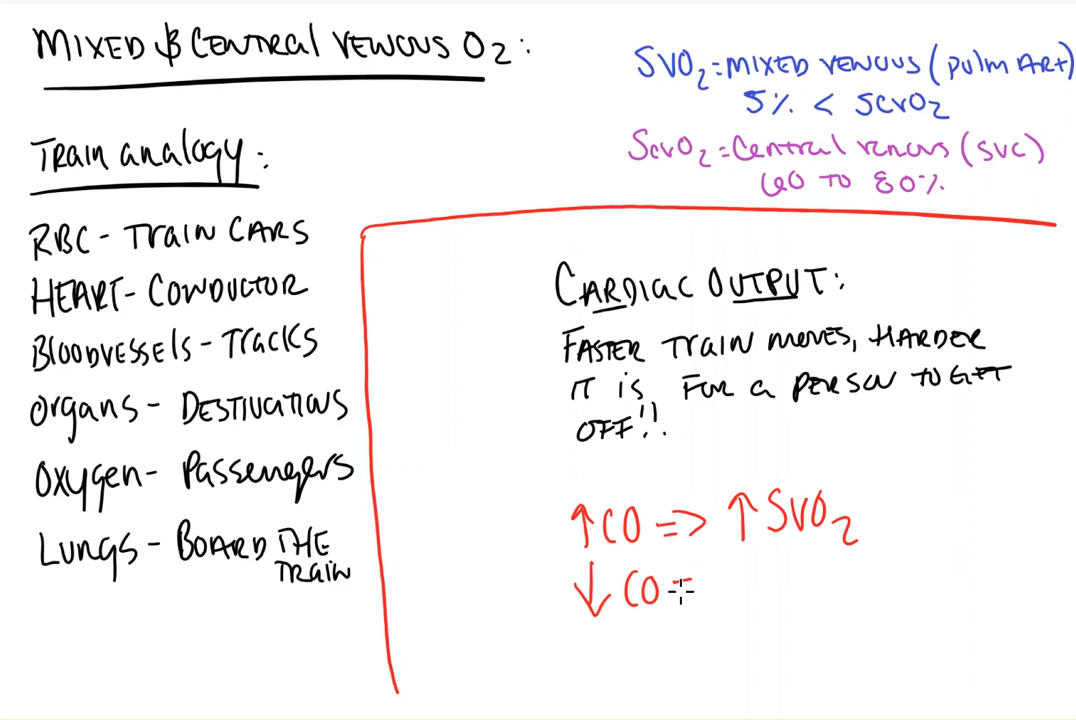 MIXED & CENTRAL VENOUS O2:
SVO2=MIXED VENOUS (PULM ART)
5% < SCVO2
ScvO2=Central venous (SVC)
60 TO 80%
Train analogy:
RBC- TRAIN CARS
HEART- CONDUCTOR
Bloodvessels- Tracks
Organs- DESTINATIONS
Oxygen- Passengers
Lungs- BOARD THE
TRAIN
CARDIAC OUTPUT:
FASTER TRAIN MOVES, HARDER
IT IS FOR a PERSON TO GET
OFF!!
↑CO => ↑SVO2
↓ CO =